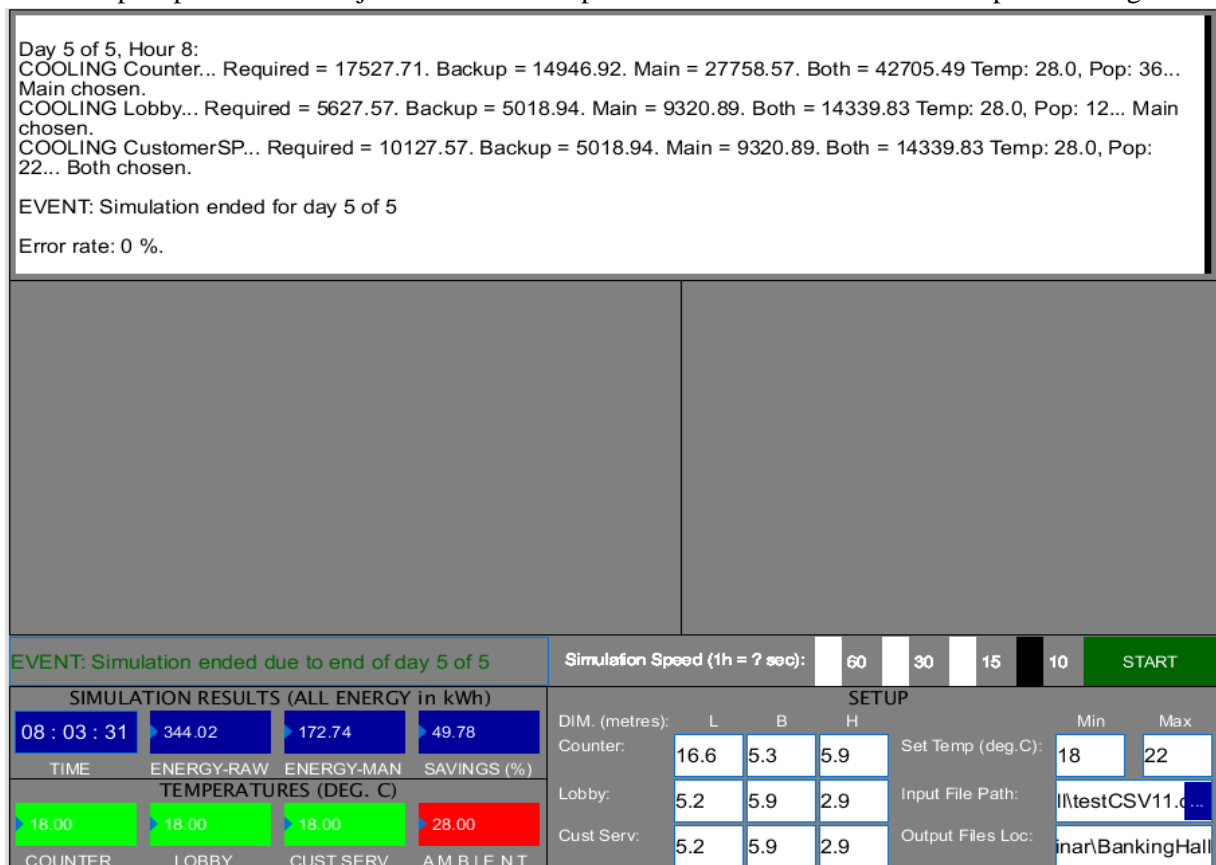 Day 5 of 5, Hour 8:
COOLING Counter... Required = 17527.71. Backup = 14946.92. Main = 27758.57. Both = 42705.49 Temp: 28.0, Pop: 36...
Main chosen.
COOLING Lobby... Required = 5627.57. Backup = 5018.94. Main = 9320.89. Both = 14339.83 Temp: 28.0, Pop: 12... Main
chosen.
COOLING CustomerSP... Required = 10127.57. Backup = 5018.94. Main = 9320.89. Both = 14339.83 Temp: 28.0, Pop:
22... Both chosen.
EVENT: Simulation ended for day 5 of 5
Error rate: 0 %.
EVENT: Simulation ended due to end of day 5 of 5
Simulation Speed (1h = ? sec): 60 30 15 10 START
SIMULATION RESULTS (ALL ENERGY in kWh)
08 : 03 : 31 344.02 172.74 49.78
TIME ENERGY-RAW ENERGY-MAN SAVINGS (%)
TEMPERATURES (DEG. C)
18.00 18.00 18.00 28.00
COUNTER LOBBY CUST SERV A M B I E N T
SETUP
DIM. (metres): L B H Min Max
Counter: 16.6 5.3 5.9 Set Temp (deg.C): 18 22
Lobby: 5.2 5.9 2.9 Input File Path: ll\testCSV11.c ...
Cust Serv: 5.2 5.9 2.9 Output Files Loc: inar\BankingHall